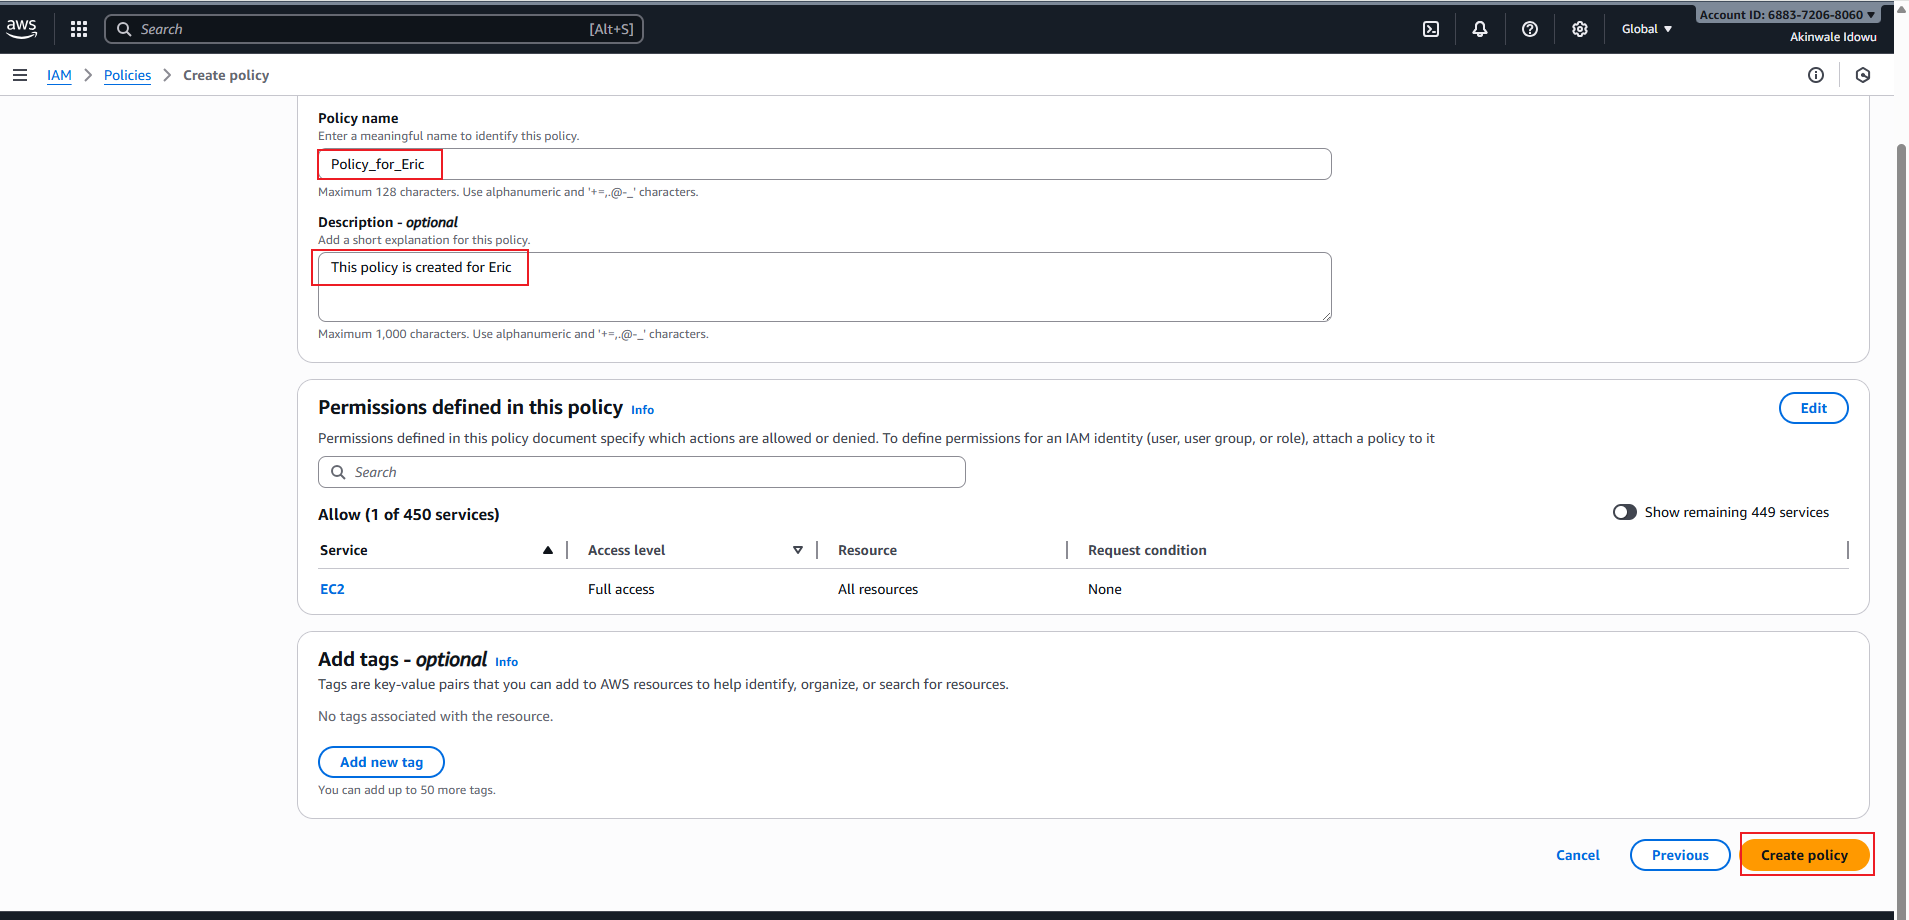 aws
Search
[Alt+S]
Global ▼
Account ID: 6883-7206-8060 ▼
Akinwale Idowu
IAM > Policies > Create policy
Policy name
Enter a meaningful name to identify this policy.
Policy_for_Eric
Maximum 128 characters. Use alphanumeric and '+=,.@-_' characters.
Description - optional
Add a short explanation for this policy.
This policy is created for Eric
Maximum 1,000 characters. Use alphanumeric and '+=,.@-_' characters.
Permissions defined in this policy Info
Edit
Permissions defined in this policy document specify which actions are allowed or denied. To define permissions for an IAM identity (user, user group, or role), attach a policy to it
Search
Allow (1 of 450 services)
Show remaining 449 services
Service Access level Resource Request condition
EC2 Full access All resources None
Add tags - optional Info
Tags are key-value pairs that you can add to AWS resources to help identify, organize, or search for resources.
No tags associated with the resource.
Add new tag
You can add up to 50 more tags.
Cancel Previous Create policy